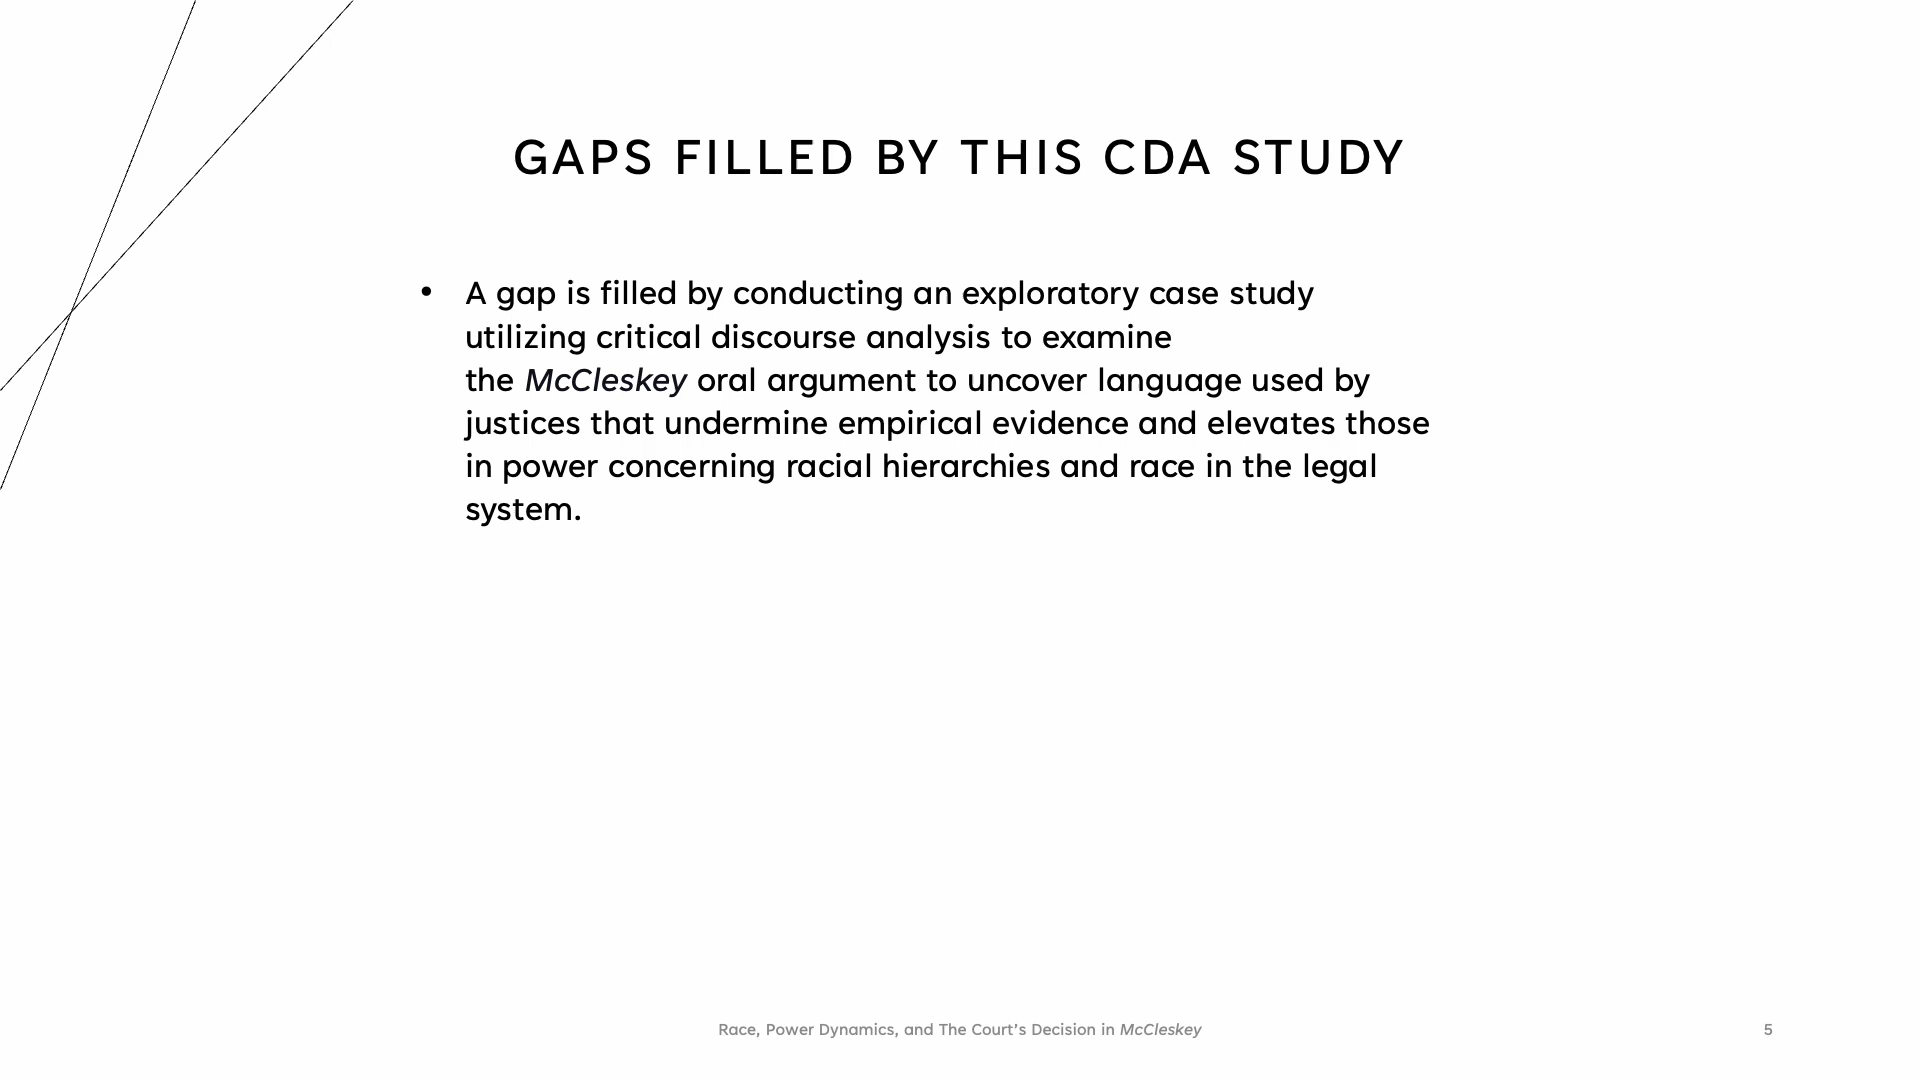 GAPS FILLED BY THIS CDA STUDY
• A gap is filled by conducting an exploratory case study
utilizing critical discourse analysis to examine
the McCleskey oral argument to uncover language used by
justices that undermine empirical evidence and elevates those
in power concerning racial hierarchies and race in the legal
system.
Race, Power Dynamics, and The Court’s Decision in McCleskey
5